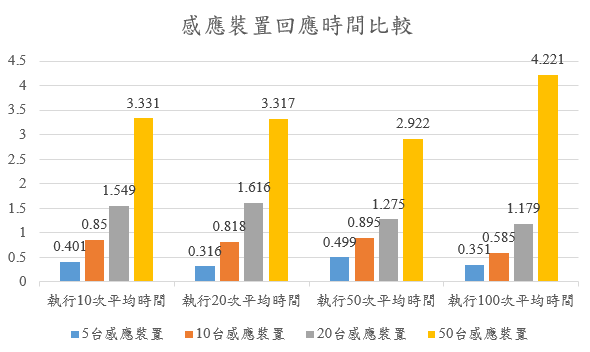 感應裝置回應時間比較
4.5
4
3.5
3
2.5
2
1.5
1
0.5
0
0.401
0.85
1.549
3.331
0.316
0.818
1.616
3.317
0.499
0.895
1.275
2.922
0.351
0.585
1.179
4.221
執行10次平均時間
執行20次平均時間
執行50次平均時間
執行100次平均時間
5台感應裝置
10台感應裝置
20台感應裝置
50台感應裝置